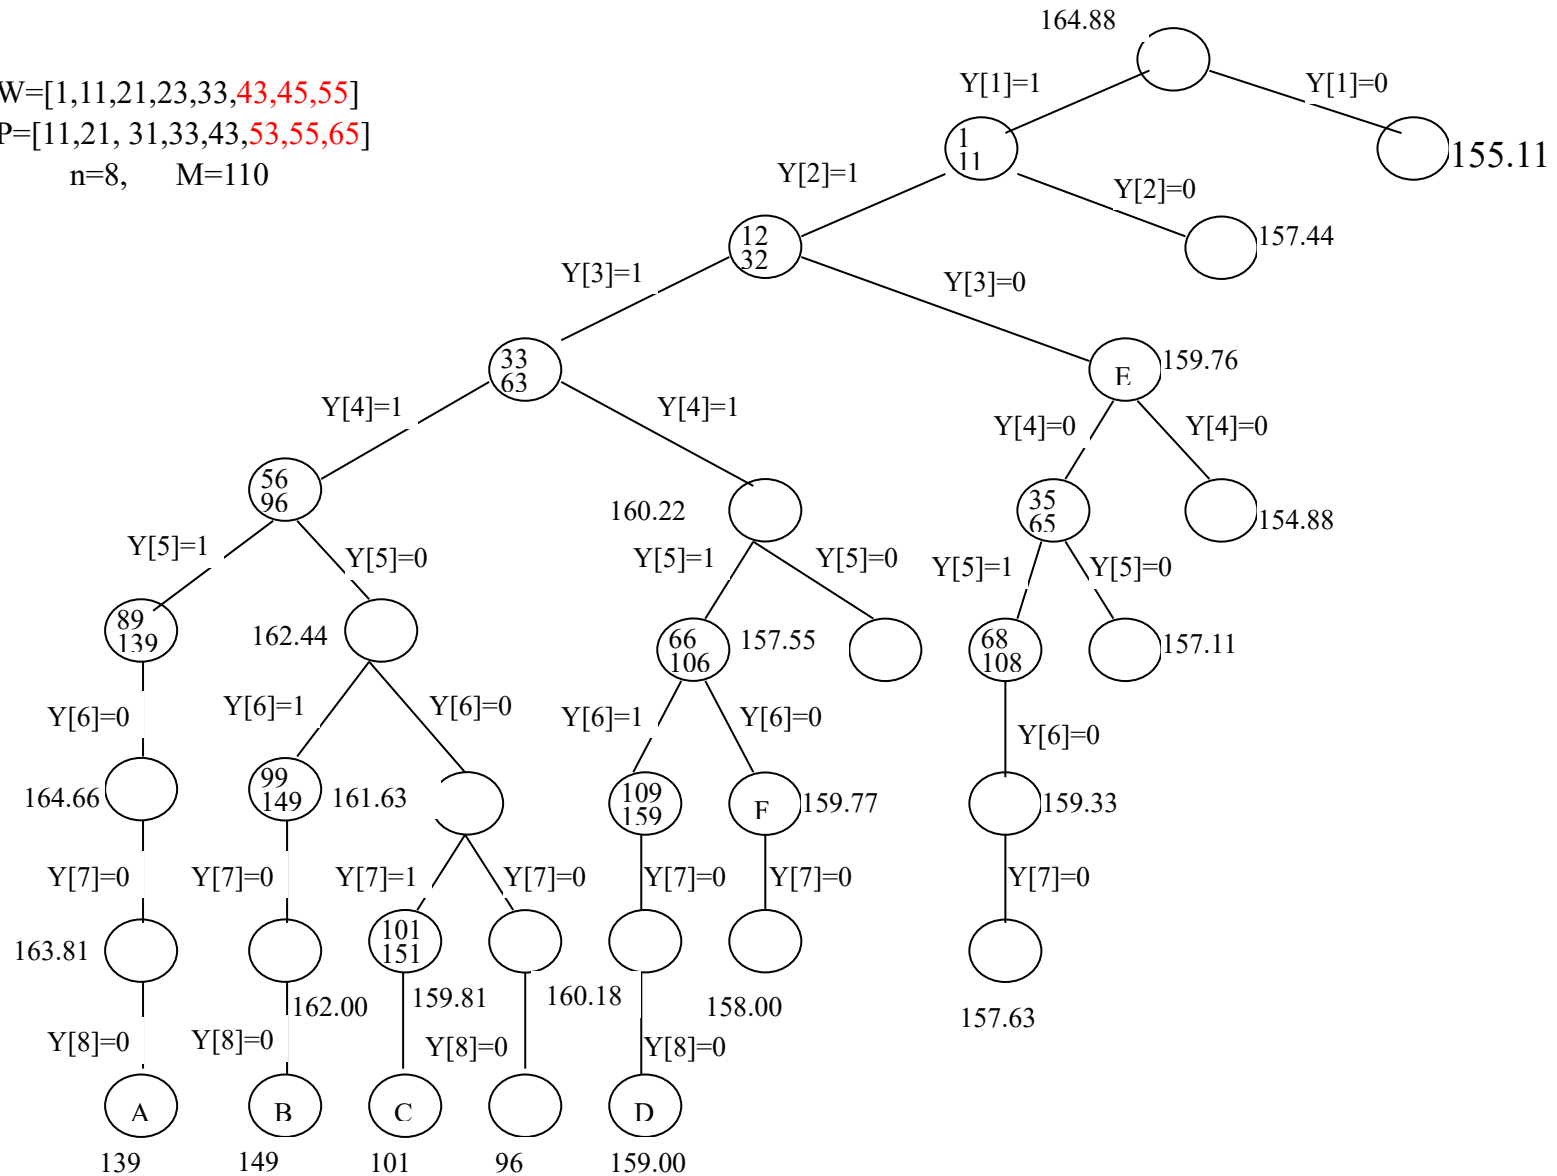 164.88
W=[1,11,21,23,33,43,45,55]
Y[1]=1
Y[1]=0
P=[11,21, 31,33,43,53,55,65]
1
11
155.11
n=8, M=110
Y[2]=1
Y[2]=0
12
32
157.44
Y[3]=1
Y[3]=0
33
63
E
159.76
Y[4]=1
Y[4]=1
Y[4]=0
Y[4]=0
56
96
160.22
35
65
154.88
Y[5]=1
Y[5]=0
Y[5]=1
Y[5]=0
Y[5]=1
Y[5]=0
89
139
162.44
66
106
157.55
68
108
157.11
Y[6]=0
Y[6]=1
Y[6]=0
Y[6]=1
Y[6]=0
Y[6]=0
164.66
99
149
161.63
109
159
F
159.77
159.33
Y[7]=0
Y[7]=0
Y[7]=1
Y[7]=0
Y[7]=0
Y[7]=0
Y[7]=0
163.81
101
151
162.00
159.81
160.18
158.00
157.63
Y[8]=0
Y[8]=0
Y[8]=0
Y[8]=0
A
B
C
D
139
149
101
96
159.00